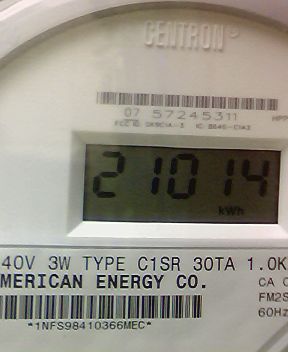 CENTRON®
07 57245311
HPP
21014
kWh
40V 3W TYPE C1SR 30TA 1.0K
MERICAN ENERGY CO.
CA
FM2S
60Hz
*1NFS98410366MEC*